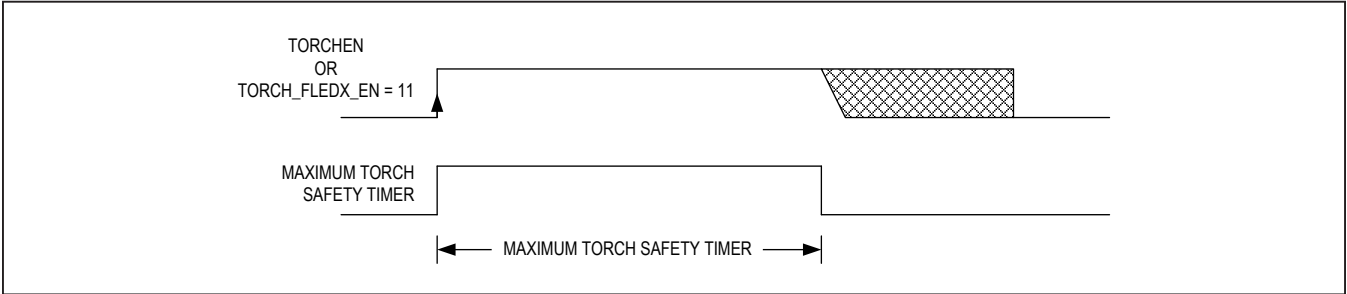 TORCHEN
OR
TORCH_FLEDX_EN = 11
MAXIMUM TORCH
SAFETY TIMER
MAXIMUM TORCH SAFETY TIMER